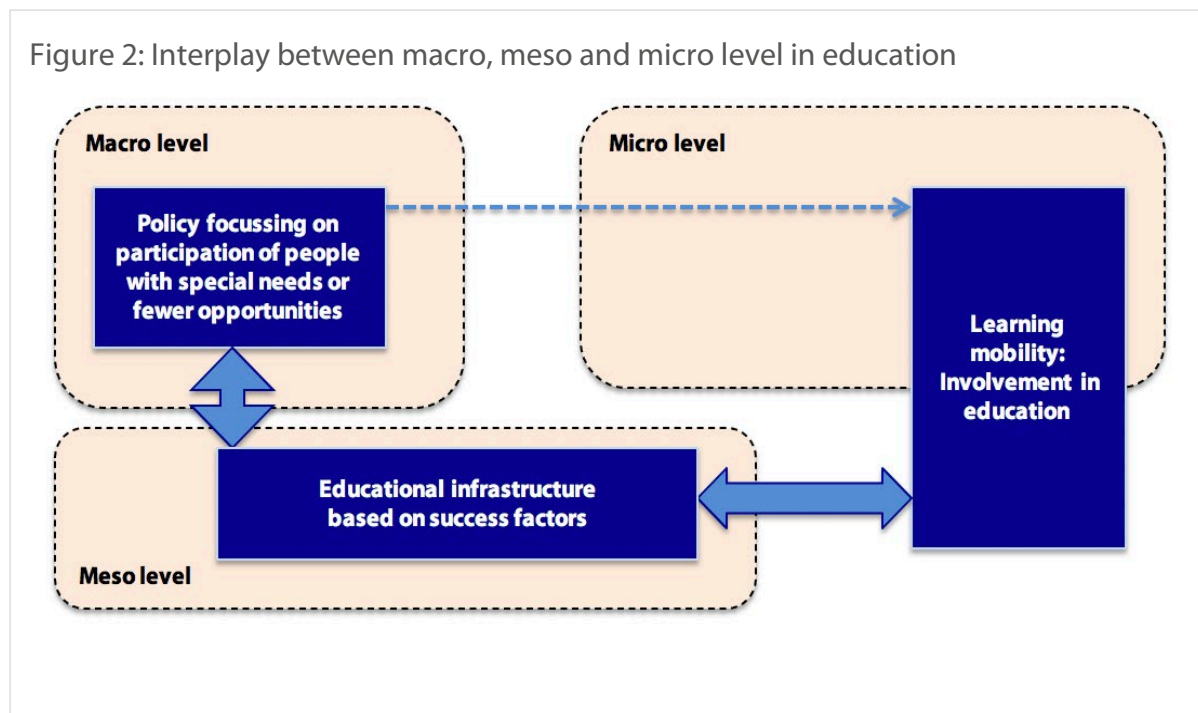 Figure 2: Interplay between macro, meso and micro level in education
Macro level
Policy focussing on
participation of people
with special needs or
fewer opportunities
Micro level
Learning
mobility:
Involvement in
education
Educational infrastructure
based on success factors
Meso level